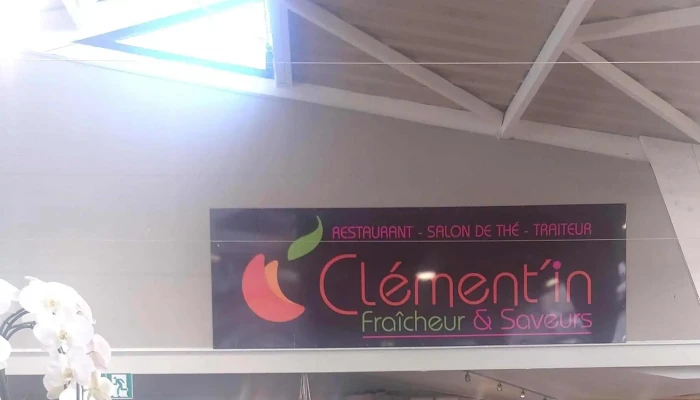 RESTAURANT - SALON DE THÉ - TRAITEUR
Clément'in
Fraîcheur & Saveurs